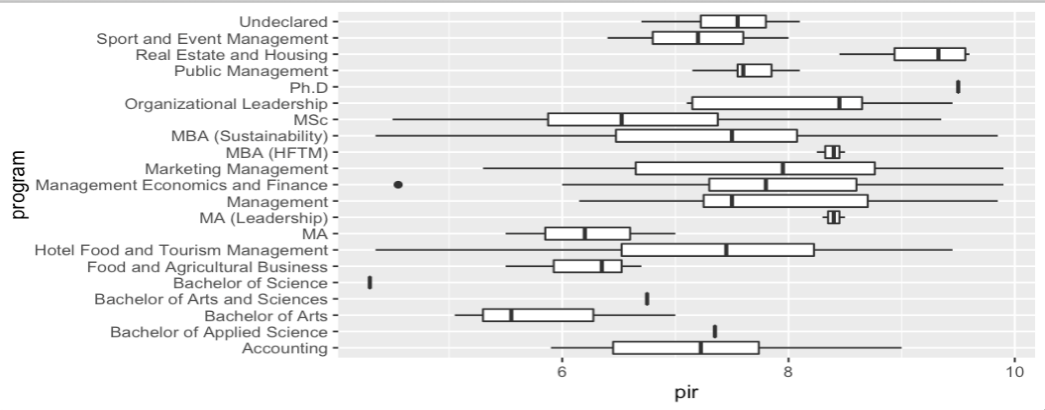 program
Undeclared
Sport and Event Management
Real Estate and Housing
Public Management
Ph.D
Organizational Leadership
MSc
MBA (Sustainability)
MBA (HFTM)
Marketing Management
Management Economics and Finance
Management
MA (Leadership)
MA
Hotel Food and Tourism Management
Food and Agricultural Business
Bachelor of Science
Bachelor of Arts and Sciences
Bachelor of Arts
Bachelor of Applied Science
Accounting
6 8 10
pir